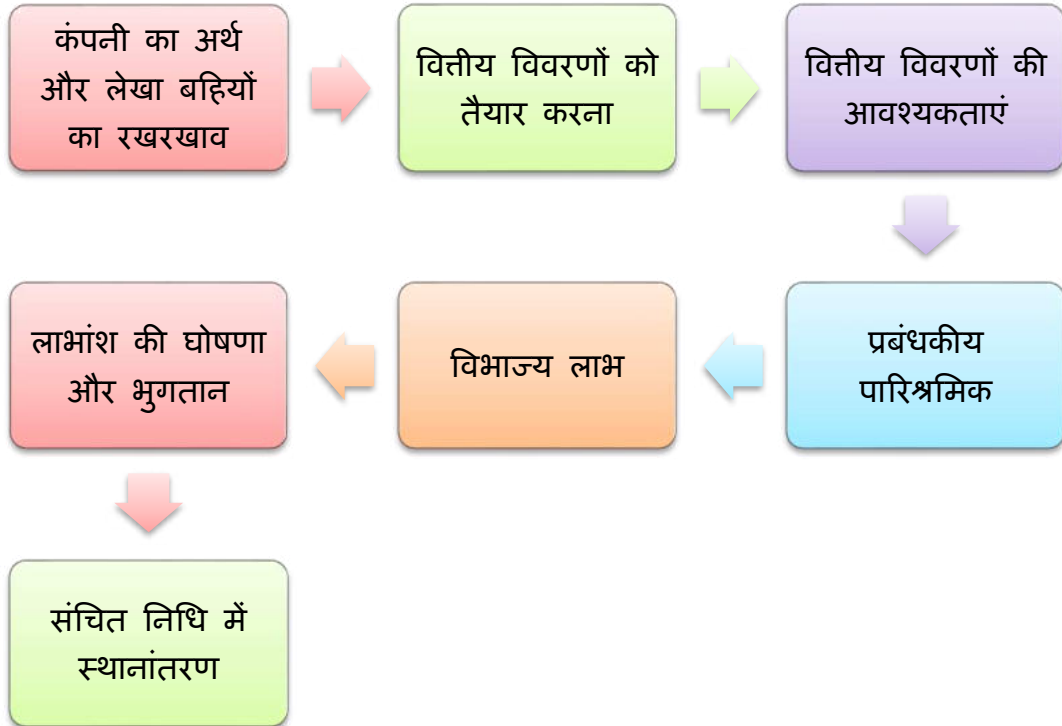 कंपनी का अर्थ
और लेखा बहियों
का रखरखाव
वित्तीय विवरणों को
तैयार करना
वित्तीय विवरणों की
आवश्यकताएं
प्रबंधकीय
पारिश्रमिक
विभाज्य लाभ
लाभांश की घोषणा
और भुगतान
संचित निधि में
स्थानांतरण